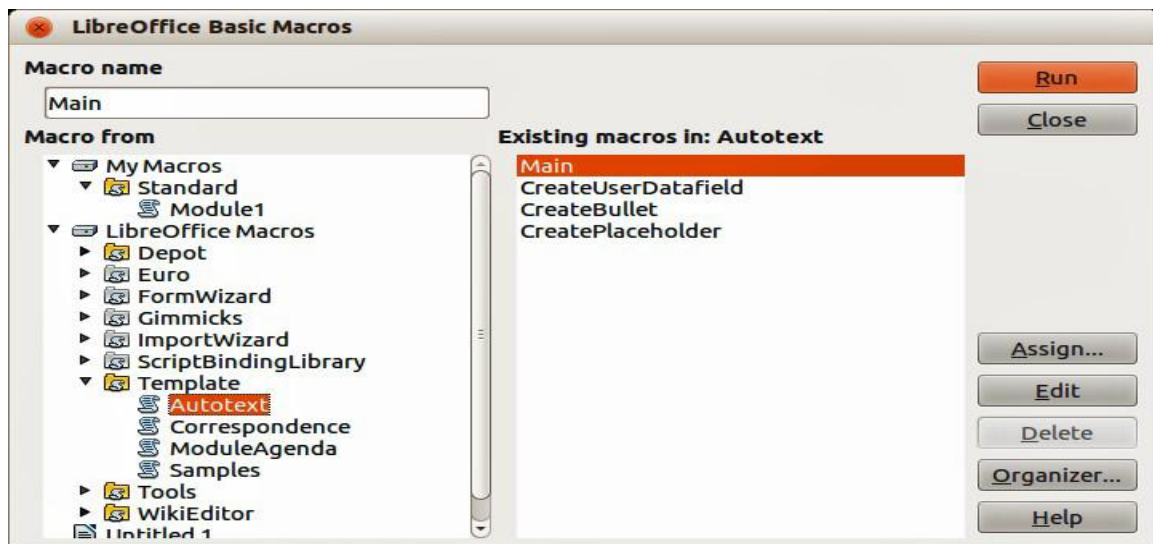 LibreOffice Basic Macros
Macro name
Main
Macro from
My Macros
Standard
Module1
LibreOffice Macros
Depot
Euro
FormWizard
Gimmicks
ImportWizard
ScriptBindingLibrary
Template
Autotext
Correspondence
ModuleAgenda
Samples
Tools
WikiEditor
Untitled 1
Existing macros in: Autotext
Main
CreateUserDatafield
CreateBullet
CreatePlaceholder
Run
Close
Assign...
Edit
Delete
Organizer...
Help